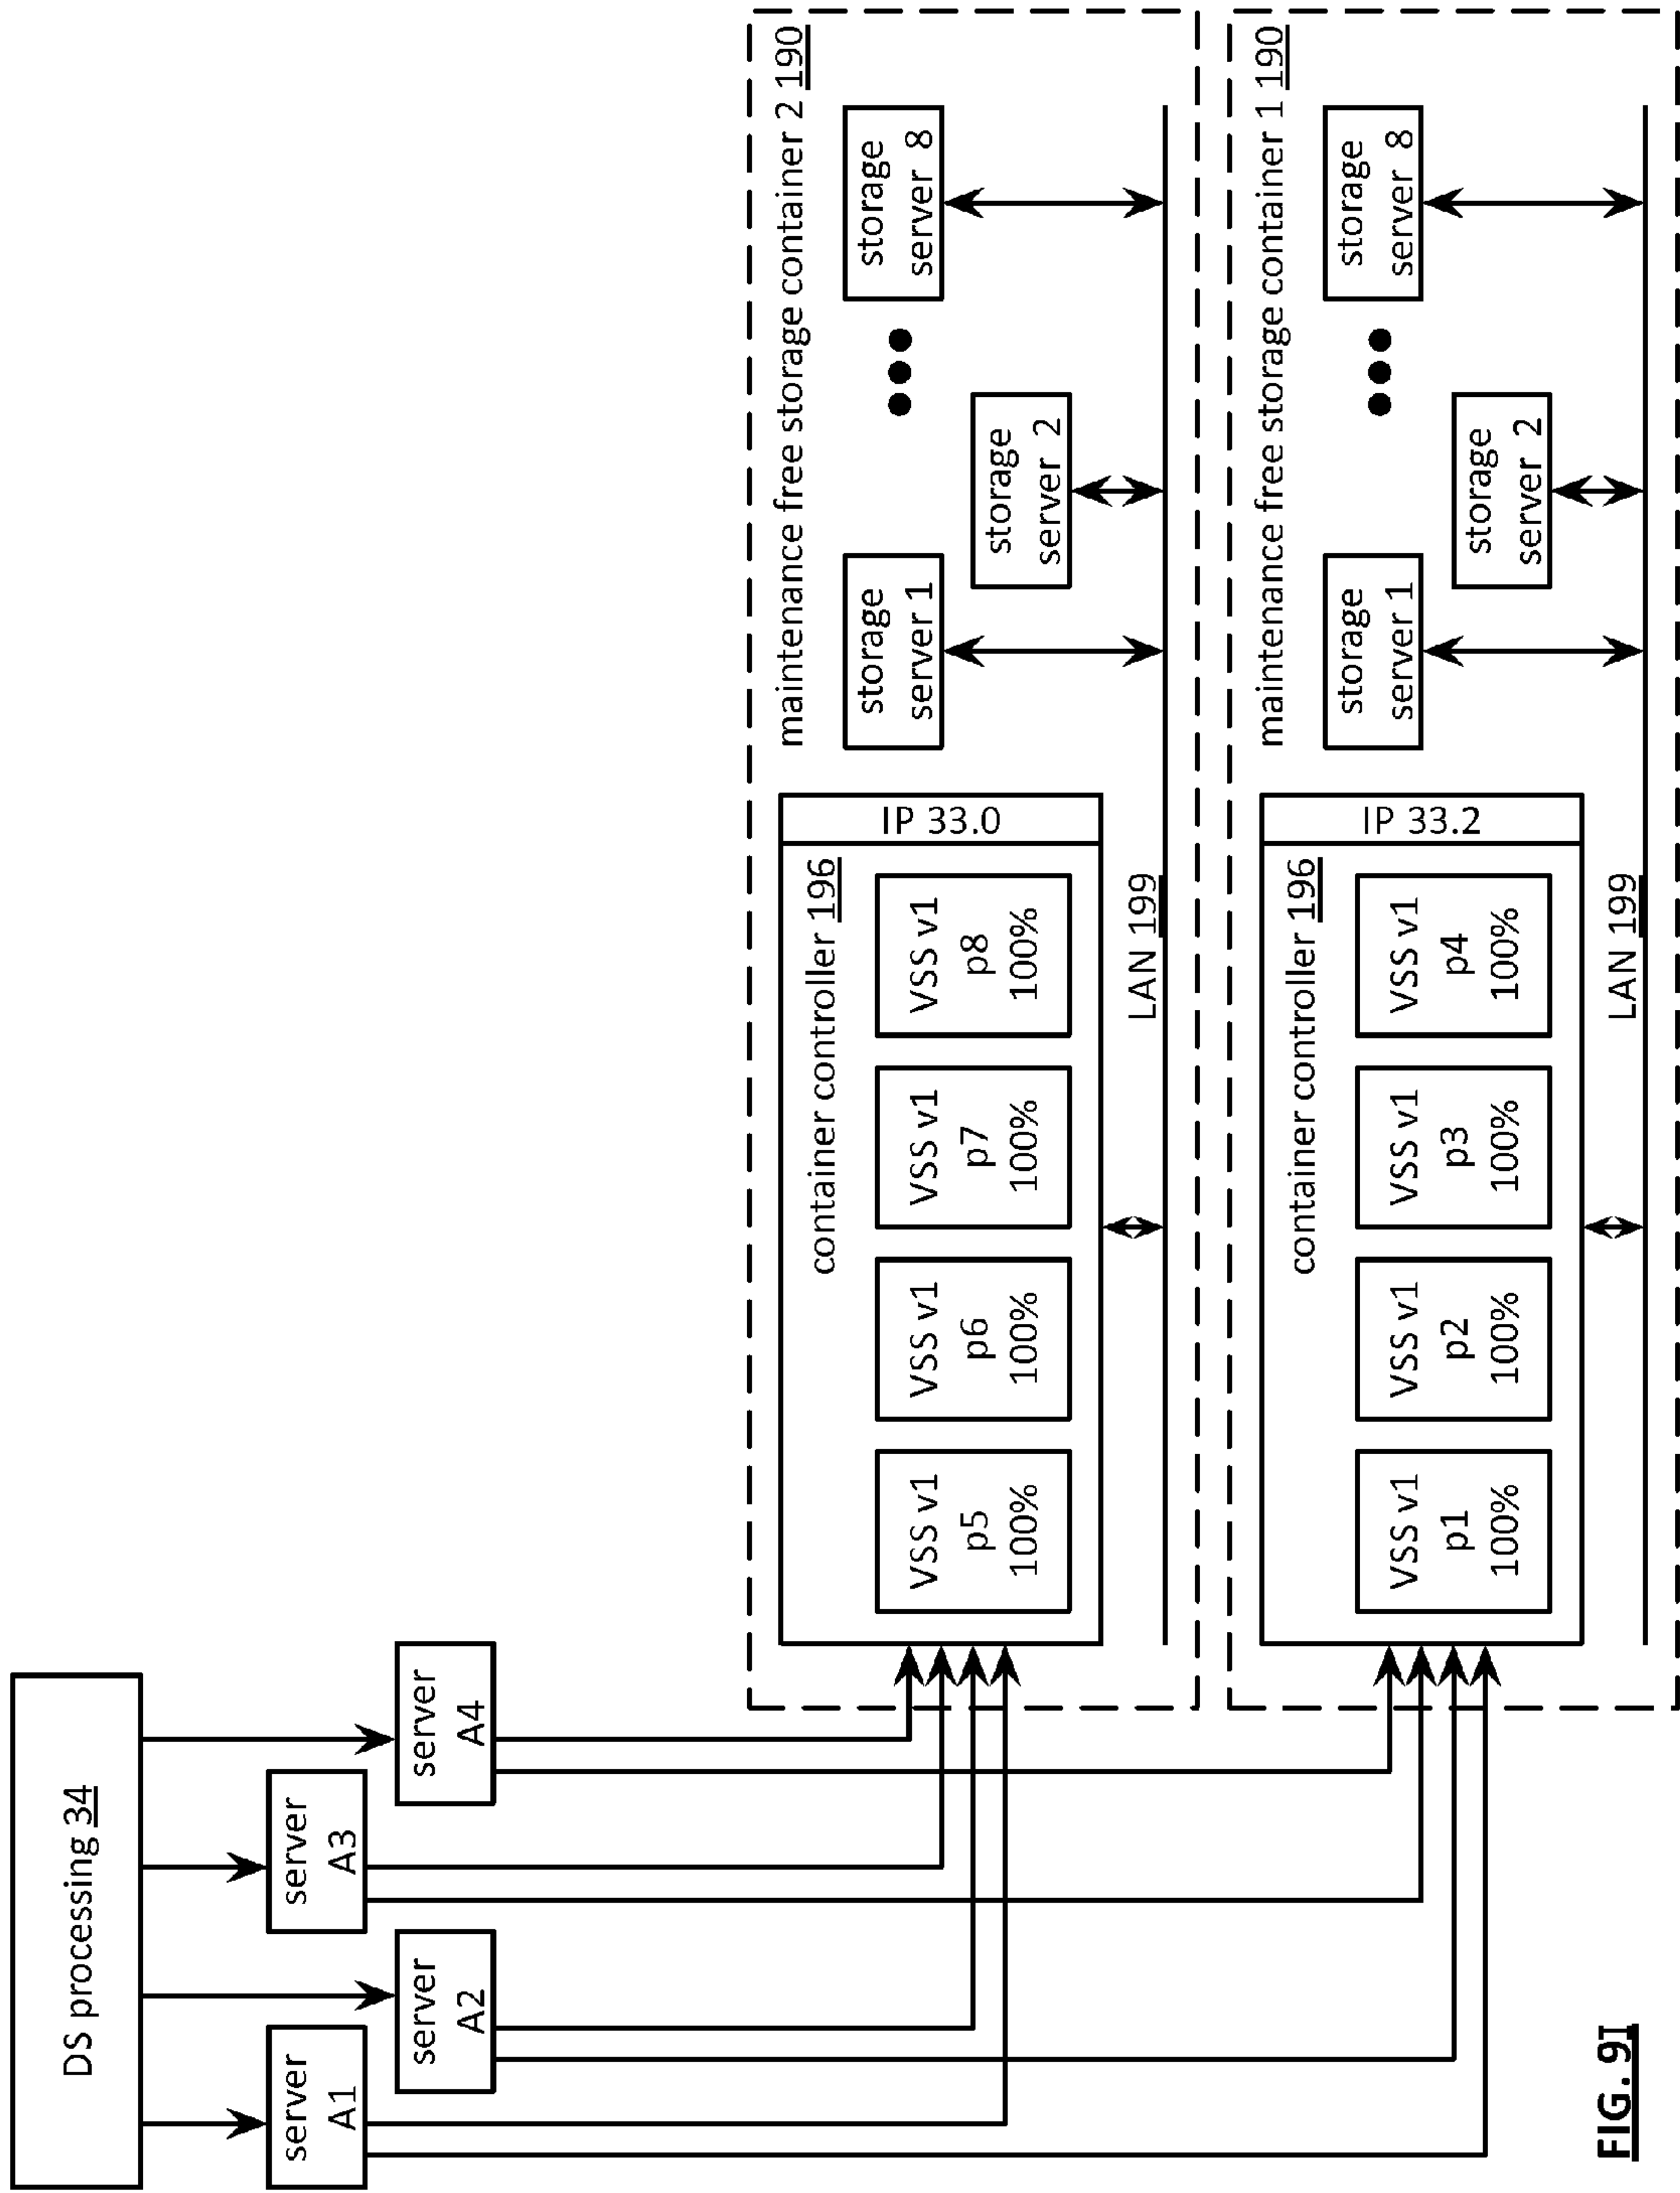 DS processing 34
server
A1
server
A2
server
A3
server
A4
maintenance free storage container 2 190
container controller 196
IP 33.0
VSS v1
p5
100%
VSS v1
p6
100%
VSS v1
p7
100%
VSS v1
p8
100%
LAN 199
storage
server 1
storage
server 2
storage
server 8
maintenance free storage container 1 190
container controller 196
IP 33.2
VSS v1
p1
100%
VSS v1
p2
100%
VSS v1
p3
100%
VSS v1
p4
100%
LAN 199
storage
server 1
storage
server 2
storage
server 8
FIG. 9I